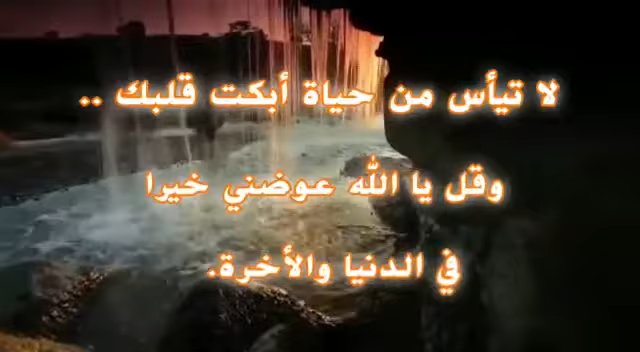 لا تيأس من حياة أبكت قلبك ..
وقل يا الله عوضني خيرا
في الدنيا والأخرة.